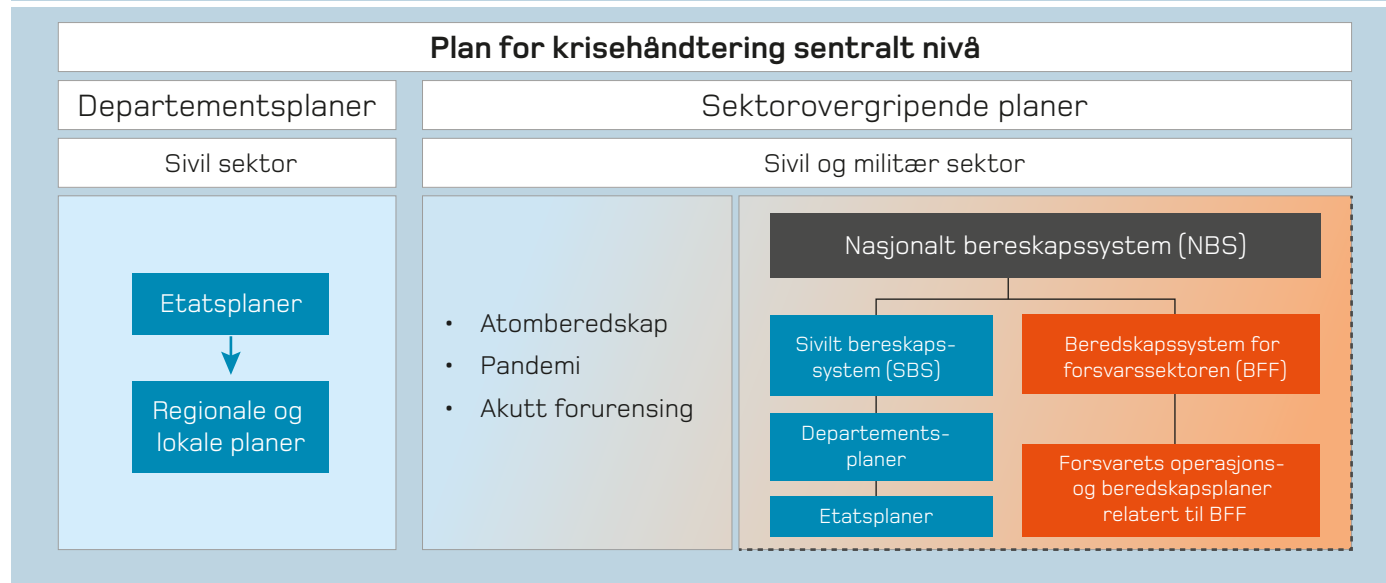 Plan for krisehåndtering sentralt nivå
Departementsplaner
Sektorovergripende planer
Sivil sektor
Sivil og militær sektor
Etatsplaner
Regionale og
lokale planer
• Atomberedskap
• Pandemi
• Akutt forurensing
Nasjonalt bereskapssystem (NBS)
Sivilt bereskaps-
system (SBS)
Departements-
planer
Etatsplaner
Beredskapssystem for
forsvarssektoren (BFF)
Forsvarets operasjons-
og beredskapsplaner
relatert til BFF